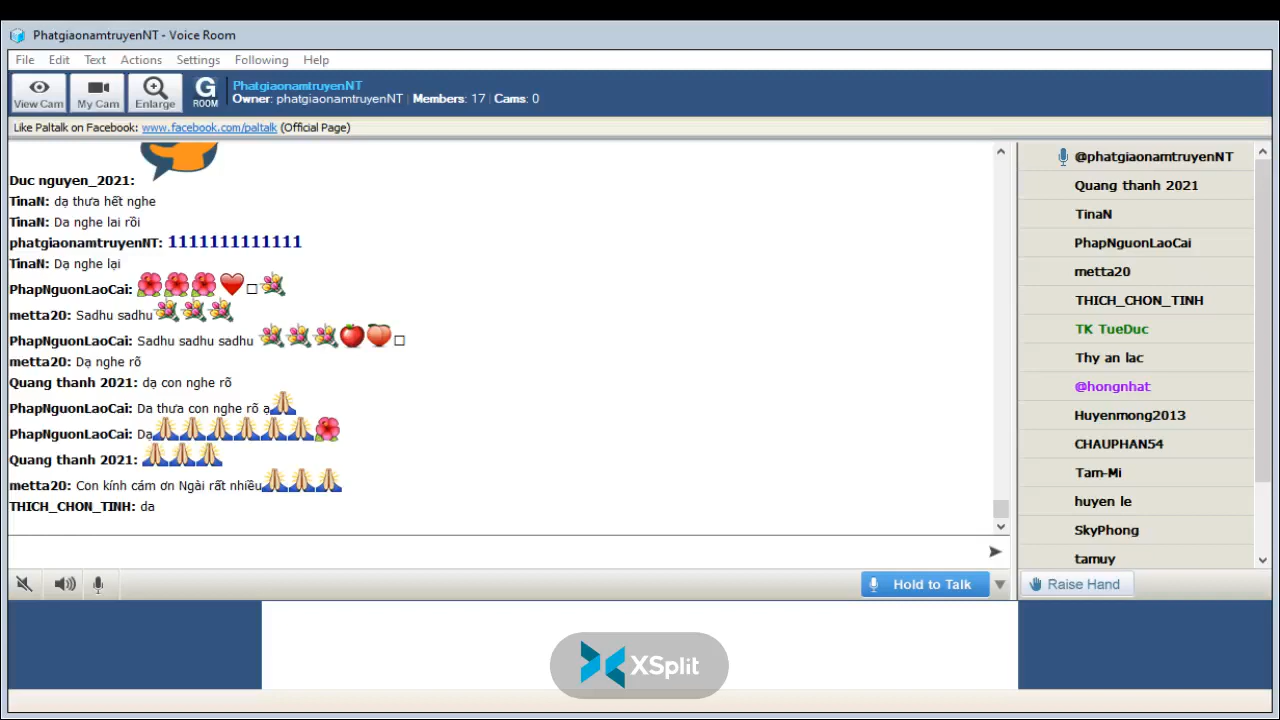 PhatgiaonamtruyenNT - Voice Room
File Edit Text Actions Settings Following Help
View Cam My Cam Enlarge G ROOM
PhatgiaonamtruyenNT
Owner: phatgiaonamtruyenNT | Members: 17 | Cams: 0
Like Paltalk on Facebook: www.facebook.com/paltalk (Official Page)
Duc nguyen_2021:
TinaN: dạ thưa hết nghe
TinaN: Da nghe lai rồi
phatgiaonamtruyenNT: 1111111111111
TinaN: Dạ nghe lại
PhapNguonLaoCai:
metta20: Sadhu sadhu
PhapNguonLaoCai: Sadhu sadhu sadhu
metta20: Dạ nghe rõ
Quang thanh 2021: dạ con nghe rõ
PhapNguonLaoCai: Da thưa con nghe rõ ạ
PhapNguonLaoCai: Dạ
Quang thanh 2021:
metta20: Con kính cám ơn Ngài rất nhiều
THICH_CHON_TINH: da
@phatgiaonamtruyenNT
Quang thanh 2021
TinaN
PhapNguonLaoCai
metta20
THICH_CHON_TINH
TK TueDuc
Thy an lac
@hongnhat
Huyenmong2013
CHAUPHAN54
Tam-Mi
huyen le
SkyPhong
tamuy
Hold to Talk
Raise Hand
XSplit